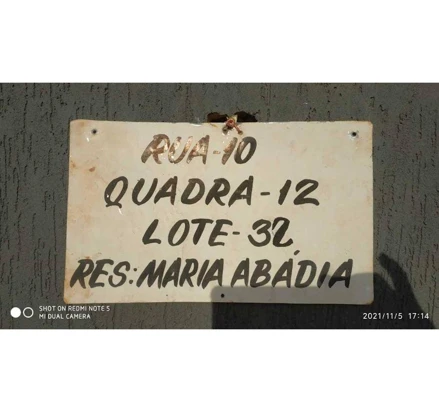 RUA-10
QUADRA-12
LOTE-32
RES: MARIA ABÁDIA
SHOT ON REDMI NOTE 5
MI DUAL CAMERA
2021/11/5 17:14